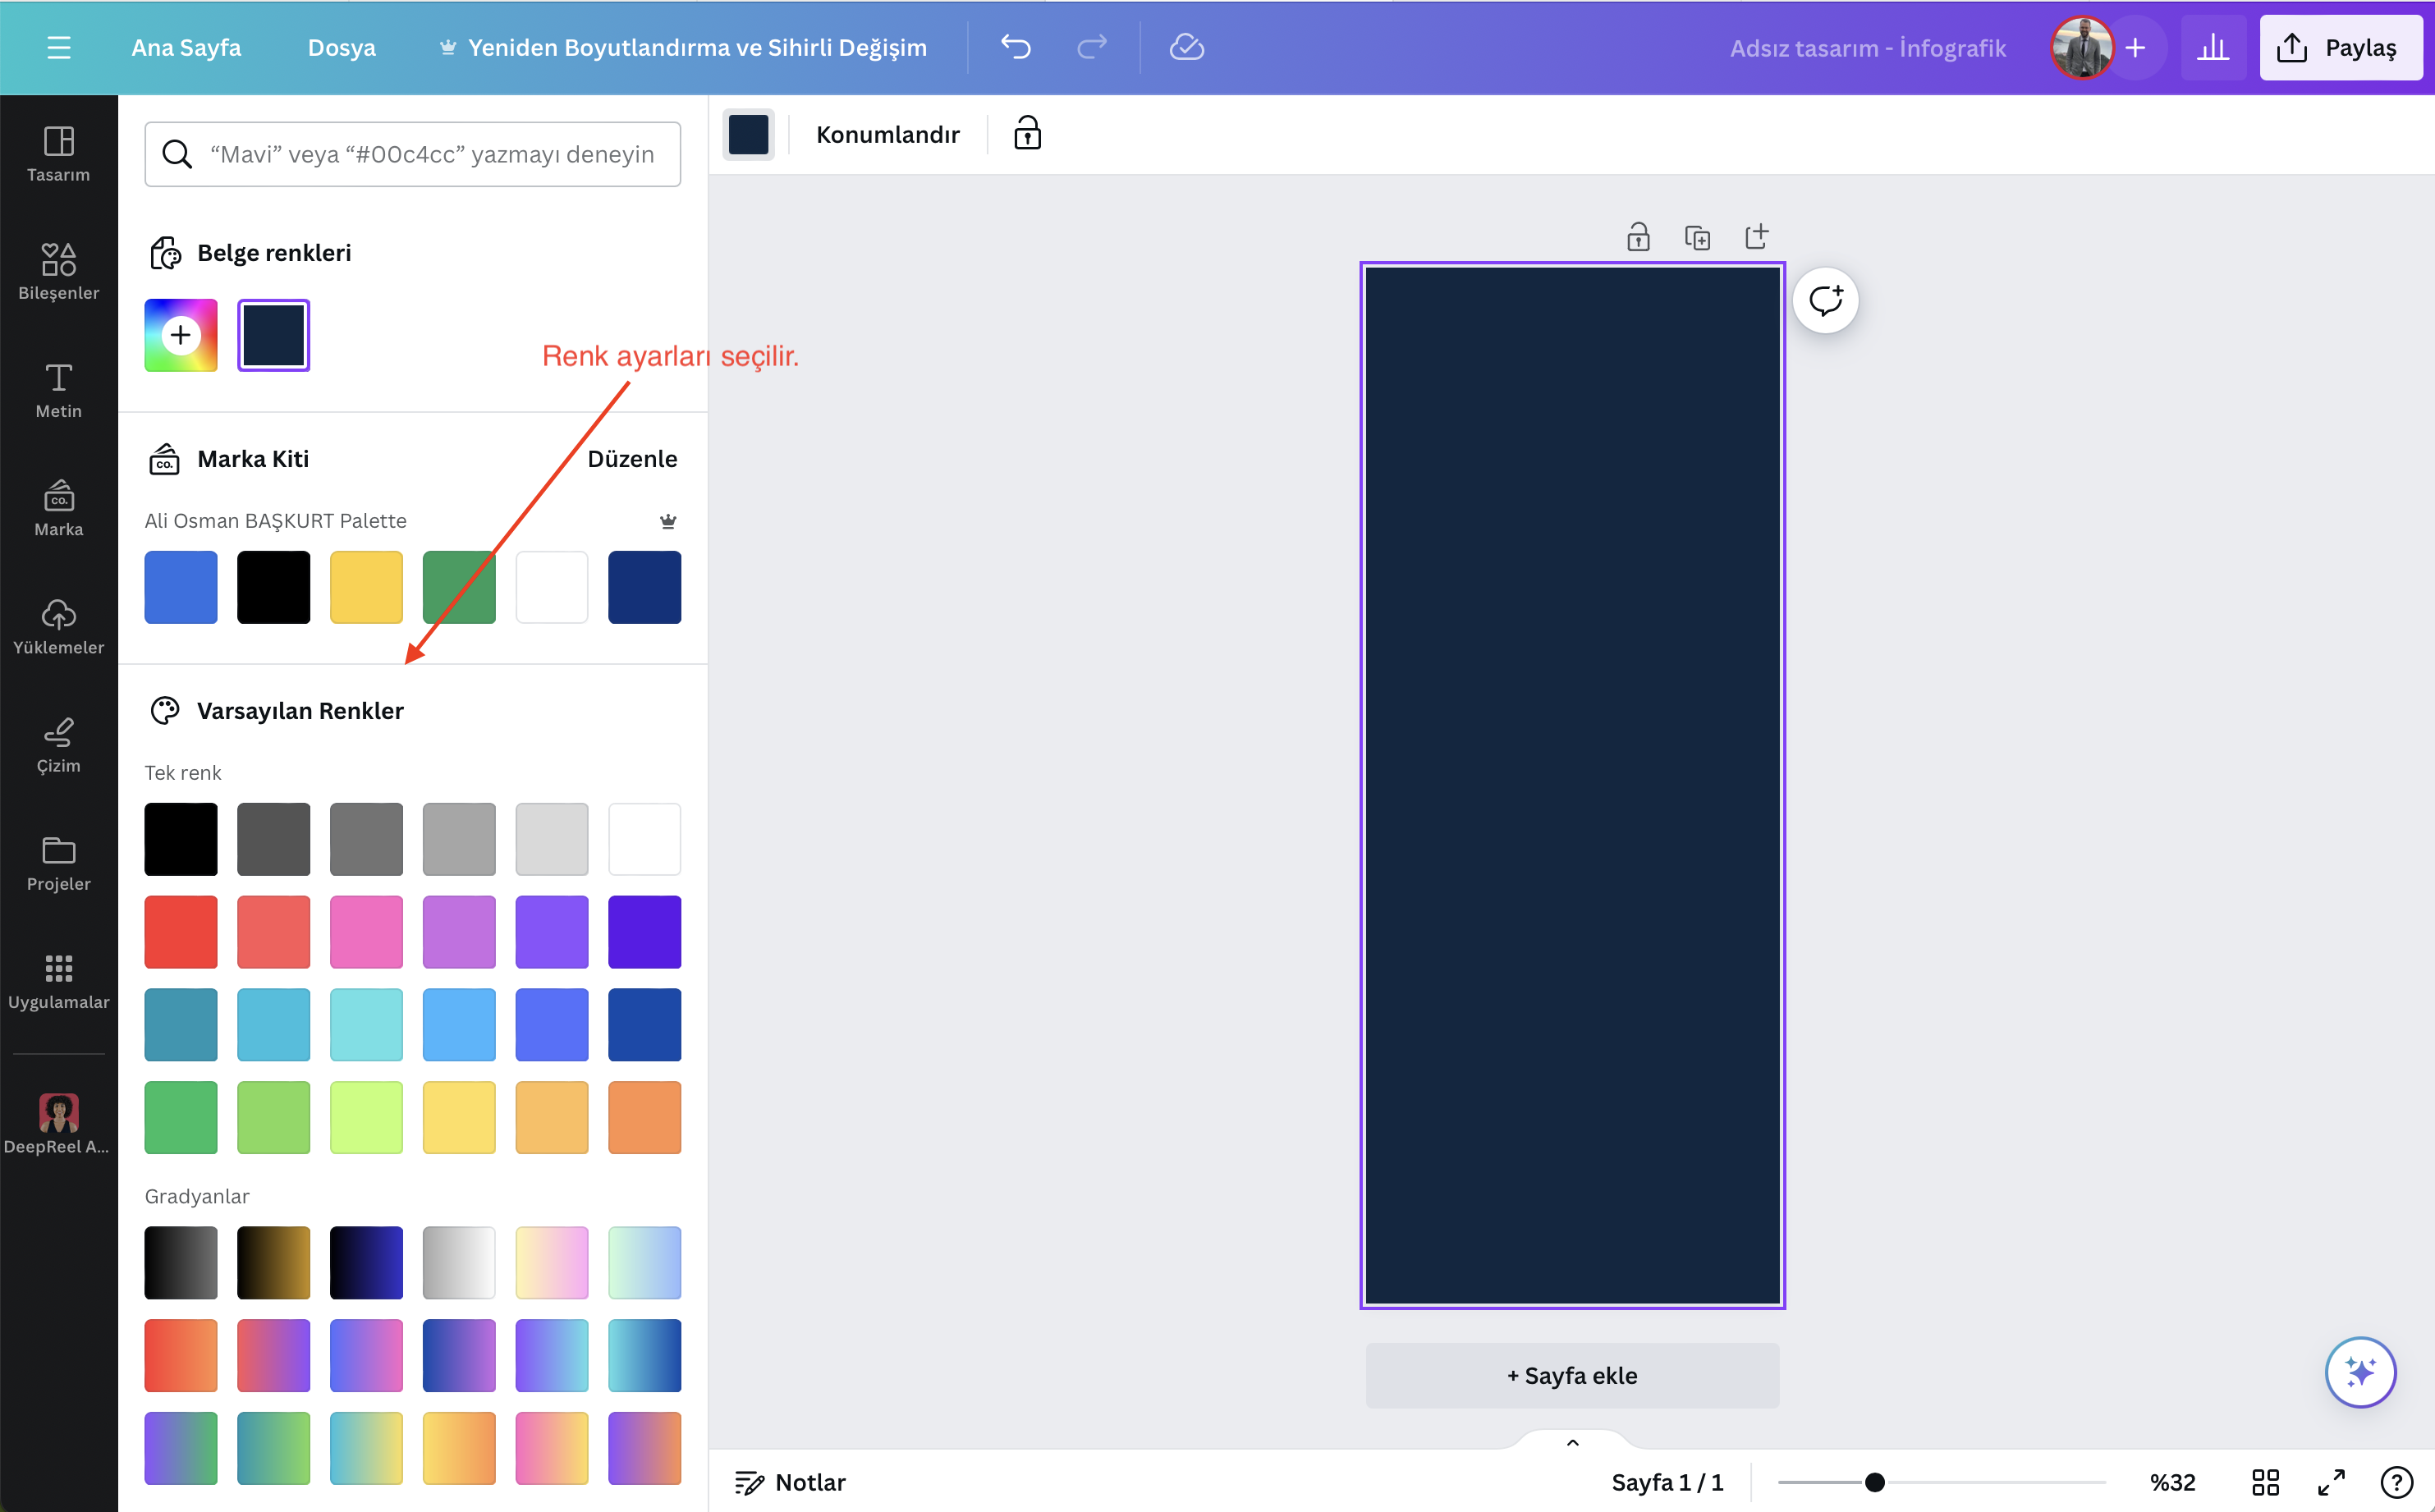 Ana Sayfa
Dosya
Yeniden Boyutlandırma ve Sihirli Değişim
Adsız tasarım - İnfografik
Paylaş
Tasarım
Bileşenler
Metin
Marka
Yüklemeler
Çizim
Projeler
Uygulamalar
DeepReel A...
“Mavi” veya “#00c4cc” yazmayı deneyin
Belge renkleri
Renk ayarları seçilir.
Marka Kiti
Düzenle
Ali Osman BAŞKURT Palette
Varsayılan Renkler
Tek renk
Gradyanlar
Konumlandır
+ Sayfa ekle
Notlar
Sayfa 1 / 1
%32